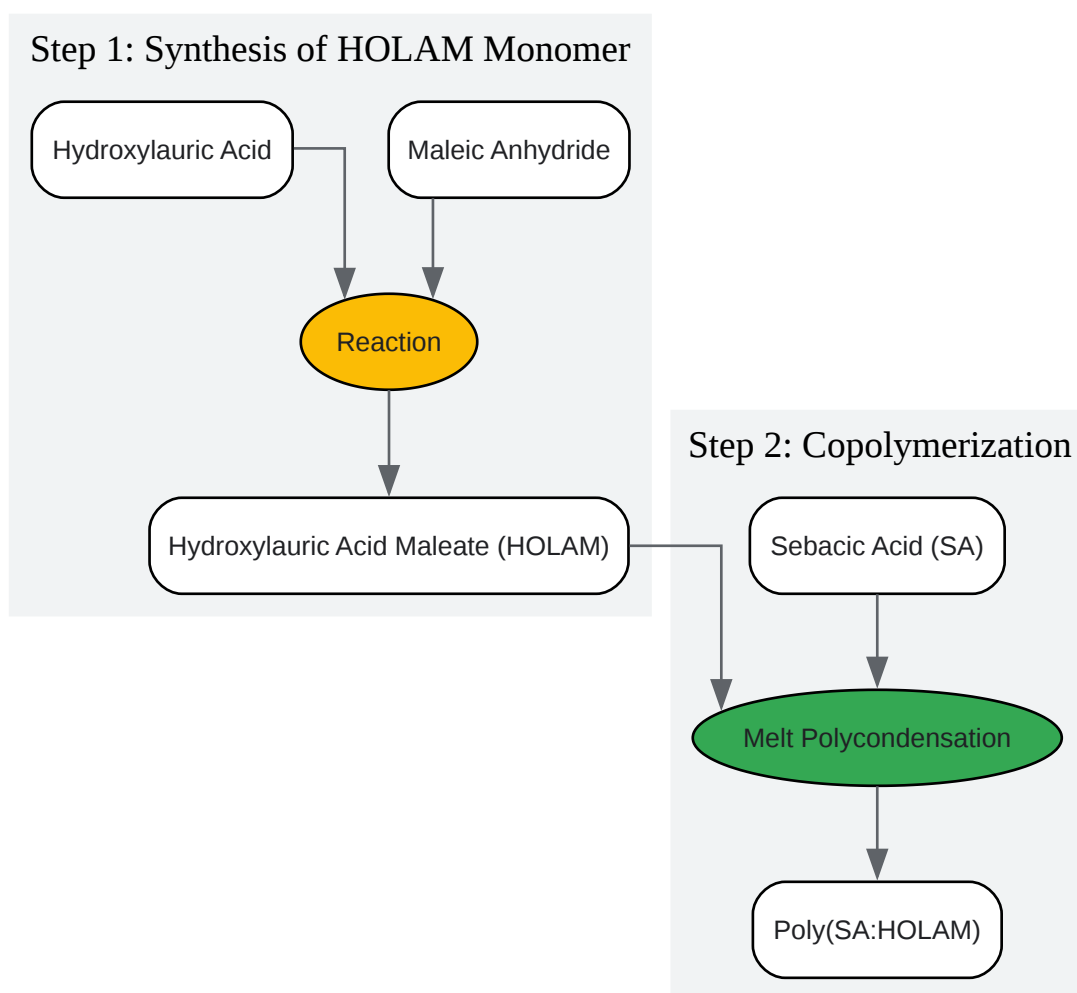 Step 1: Synthesis of HOLAM Monomer
Hydroxylauric Acid
Maleic Anhydride
Reaction
Hydroxylauric Acid Maleate (HOLAM)
Step 2: Copolymerization
Sebacic Acid (SA)
Melt Polycondensation
Poly(SA:HOLAM)